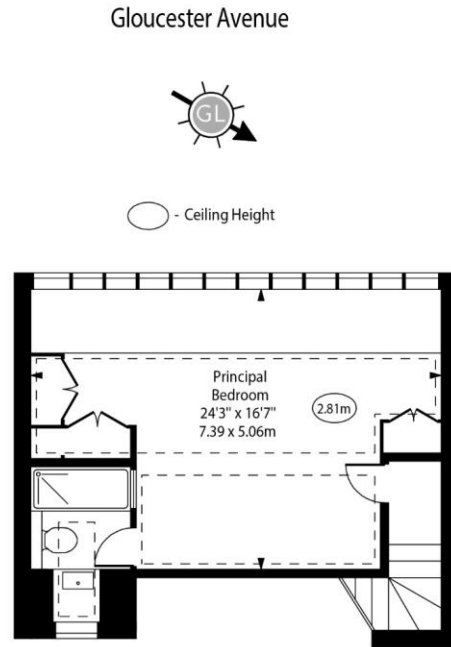 Gloucester Avenue
GL
- Ceiling Height
Principal
Bedroom
24'3" x 16'7"
7.39 x 5.06m
2.81m